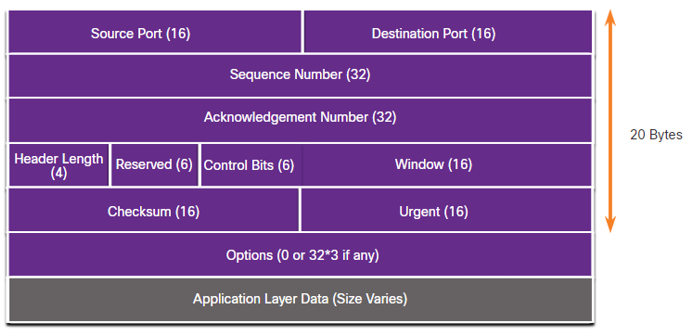 Source Port (16)
Destination Port (16)
Sequence Number (32)
Acknowledgement Number (32)
20 Bytes
Header Length
(4)
Reserved (6)
Control Bits (6)
Window (16)
Checksum (16)
Urgent (16)
Options (0 or 32*3 if any)
Application Layer Data (Size Varies)